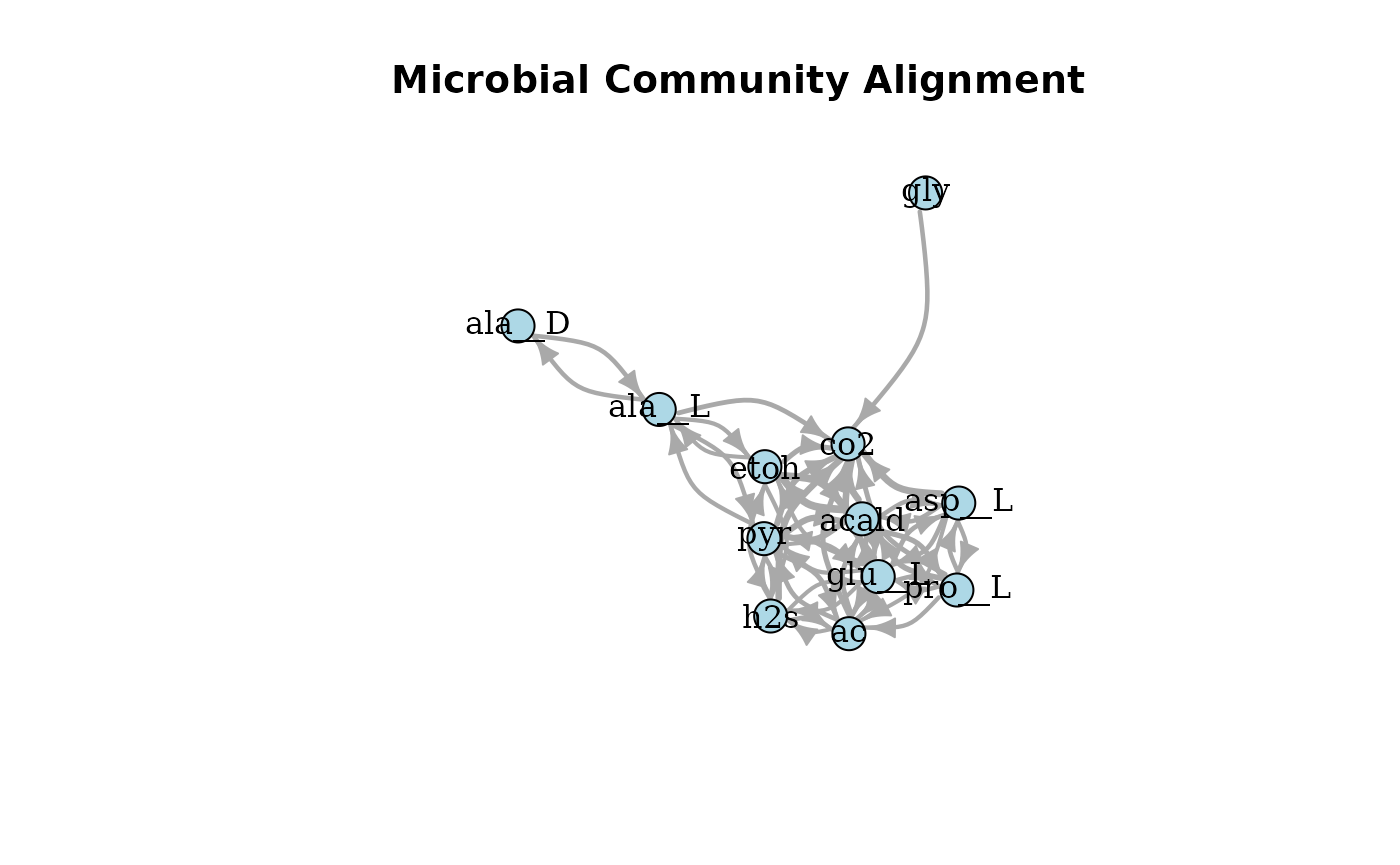 Microbial Community Alignment
gly
ala__D
ala__L
co2
etoh
asp__L
acald
pyr
glu__L
pro__L
h2s
ac